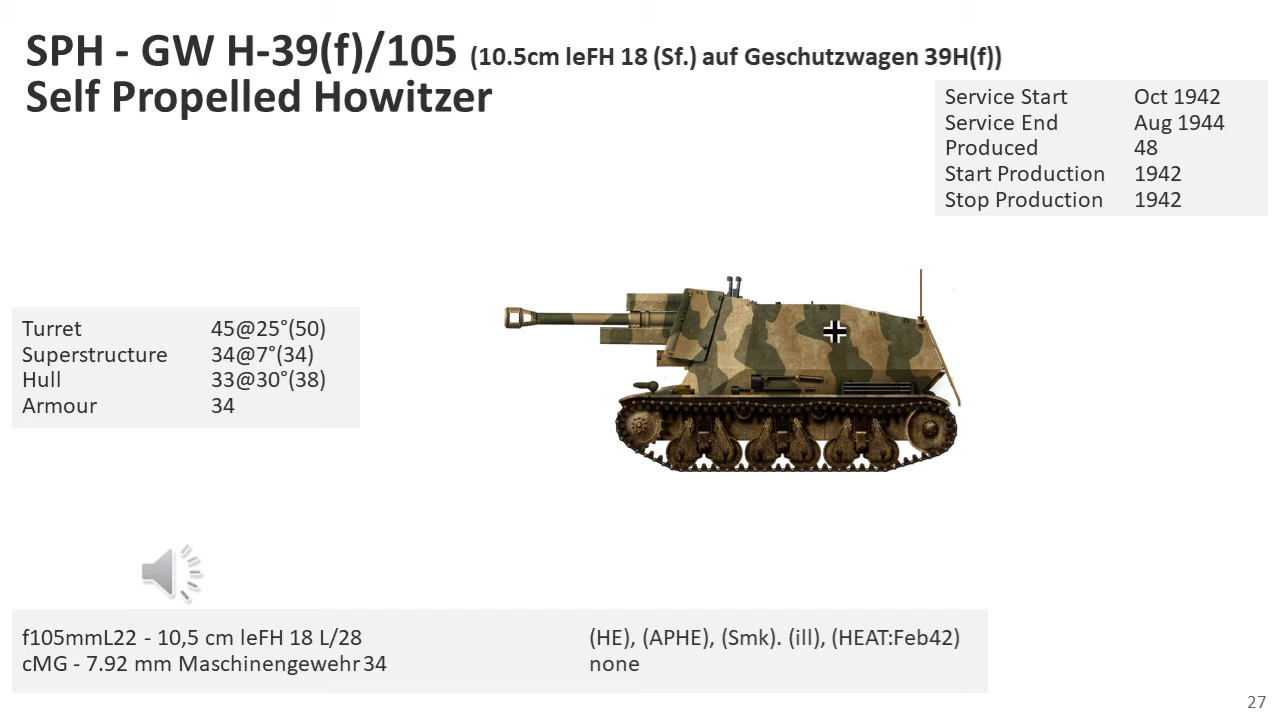 SPH - GW H-39(f)/105 (10.5cm leFH 18 (Sf.) auf Geschutzwagen 39H(f))
Self Propelled Howitzer
Service Start Oct 1942
Service End Aug 1944
Produced 48
Start Production 1942
Stop Production 1942
Turret 45@25°(50)
Superstructure 34@7°(34)
Hull 33@30°(38)
Armour 34
f105mmL22 - 10,5 cm leFH 18 L/28 (HE), (APHE), (Smk). (ill), (HEAT:Feb42)
cMG - 7.92 mm Maschinengewehr 34 none
27